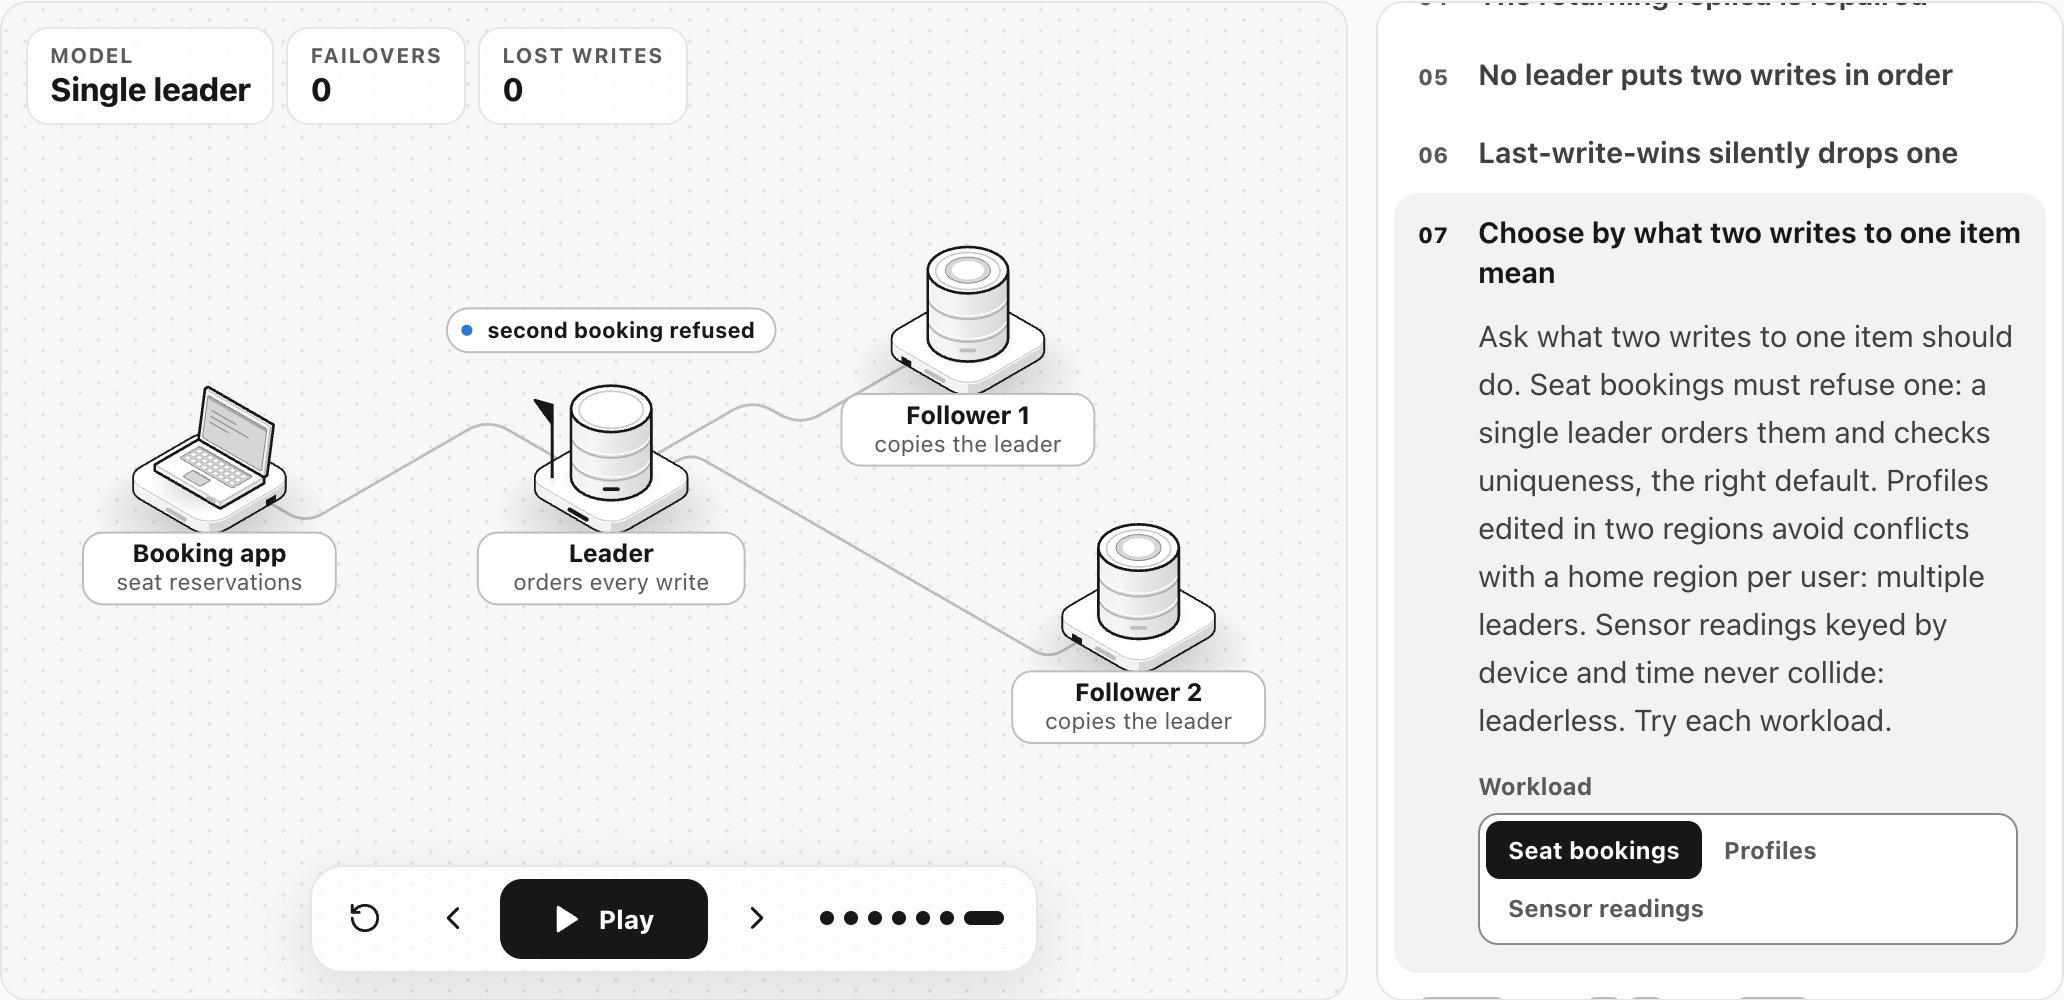 MODEL
Single leader
FAILOVERS
0
LOST WRITES
0
second booking refused
Booking app
seat reservations
Leader
orders every write
Follower 1
copies the leader
Follower 2
copies the leader
Play
05 No leader puts two writes in order
06 Last-write-wins silently drops one
07 Choose by what two writes to one item
mean
Ask what two writes to one item should
do. Seat bookings must refuse one: a
single leader orders them and checks
uniqueness, the right default. Profiles
edited in two regions avoid conflicts
with a home region per user: multiple
leaders. Sensor readings keyed by
device and time never collide:
leaderless. Try each workload.
Workload
Seat bookings
Profiles
Sensor readings